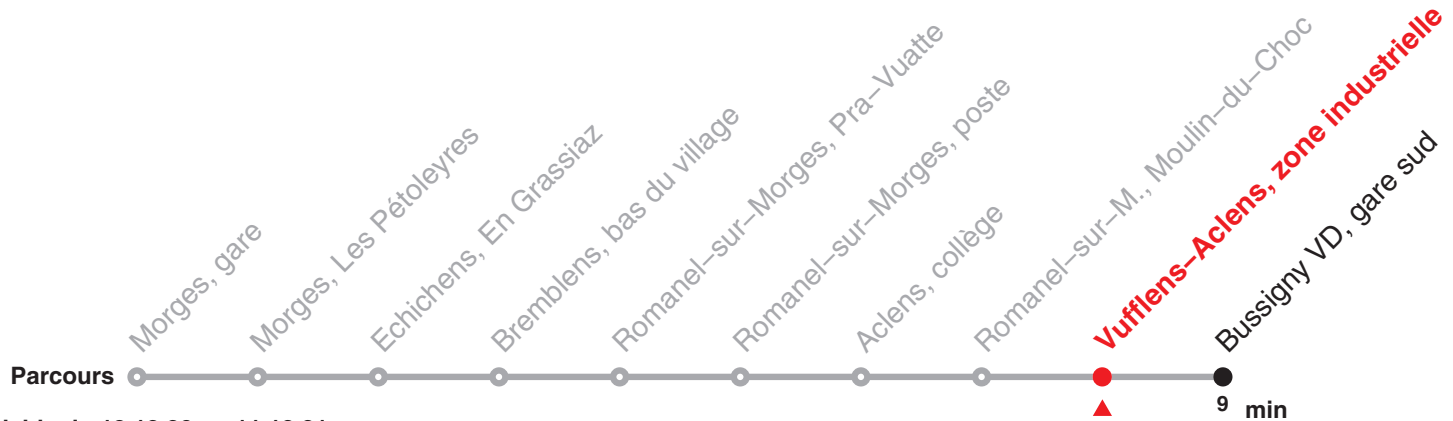 Morges, gare
Morges, Les Pétoleyres
Echichens, En Grassiaz
Bremblens, bas du village
Romanel–sur–Morges, Pra–Vuatte
Romanel–sur–Morges, poste
Aclens, collège
Romanel–sur–M., Moulin–du–Choc
Vufflens–Aclens, zone industrielle
Bussigny VD, gare sud
Parcours
9 min